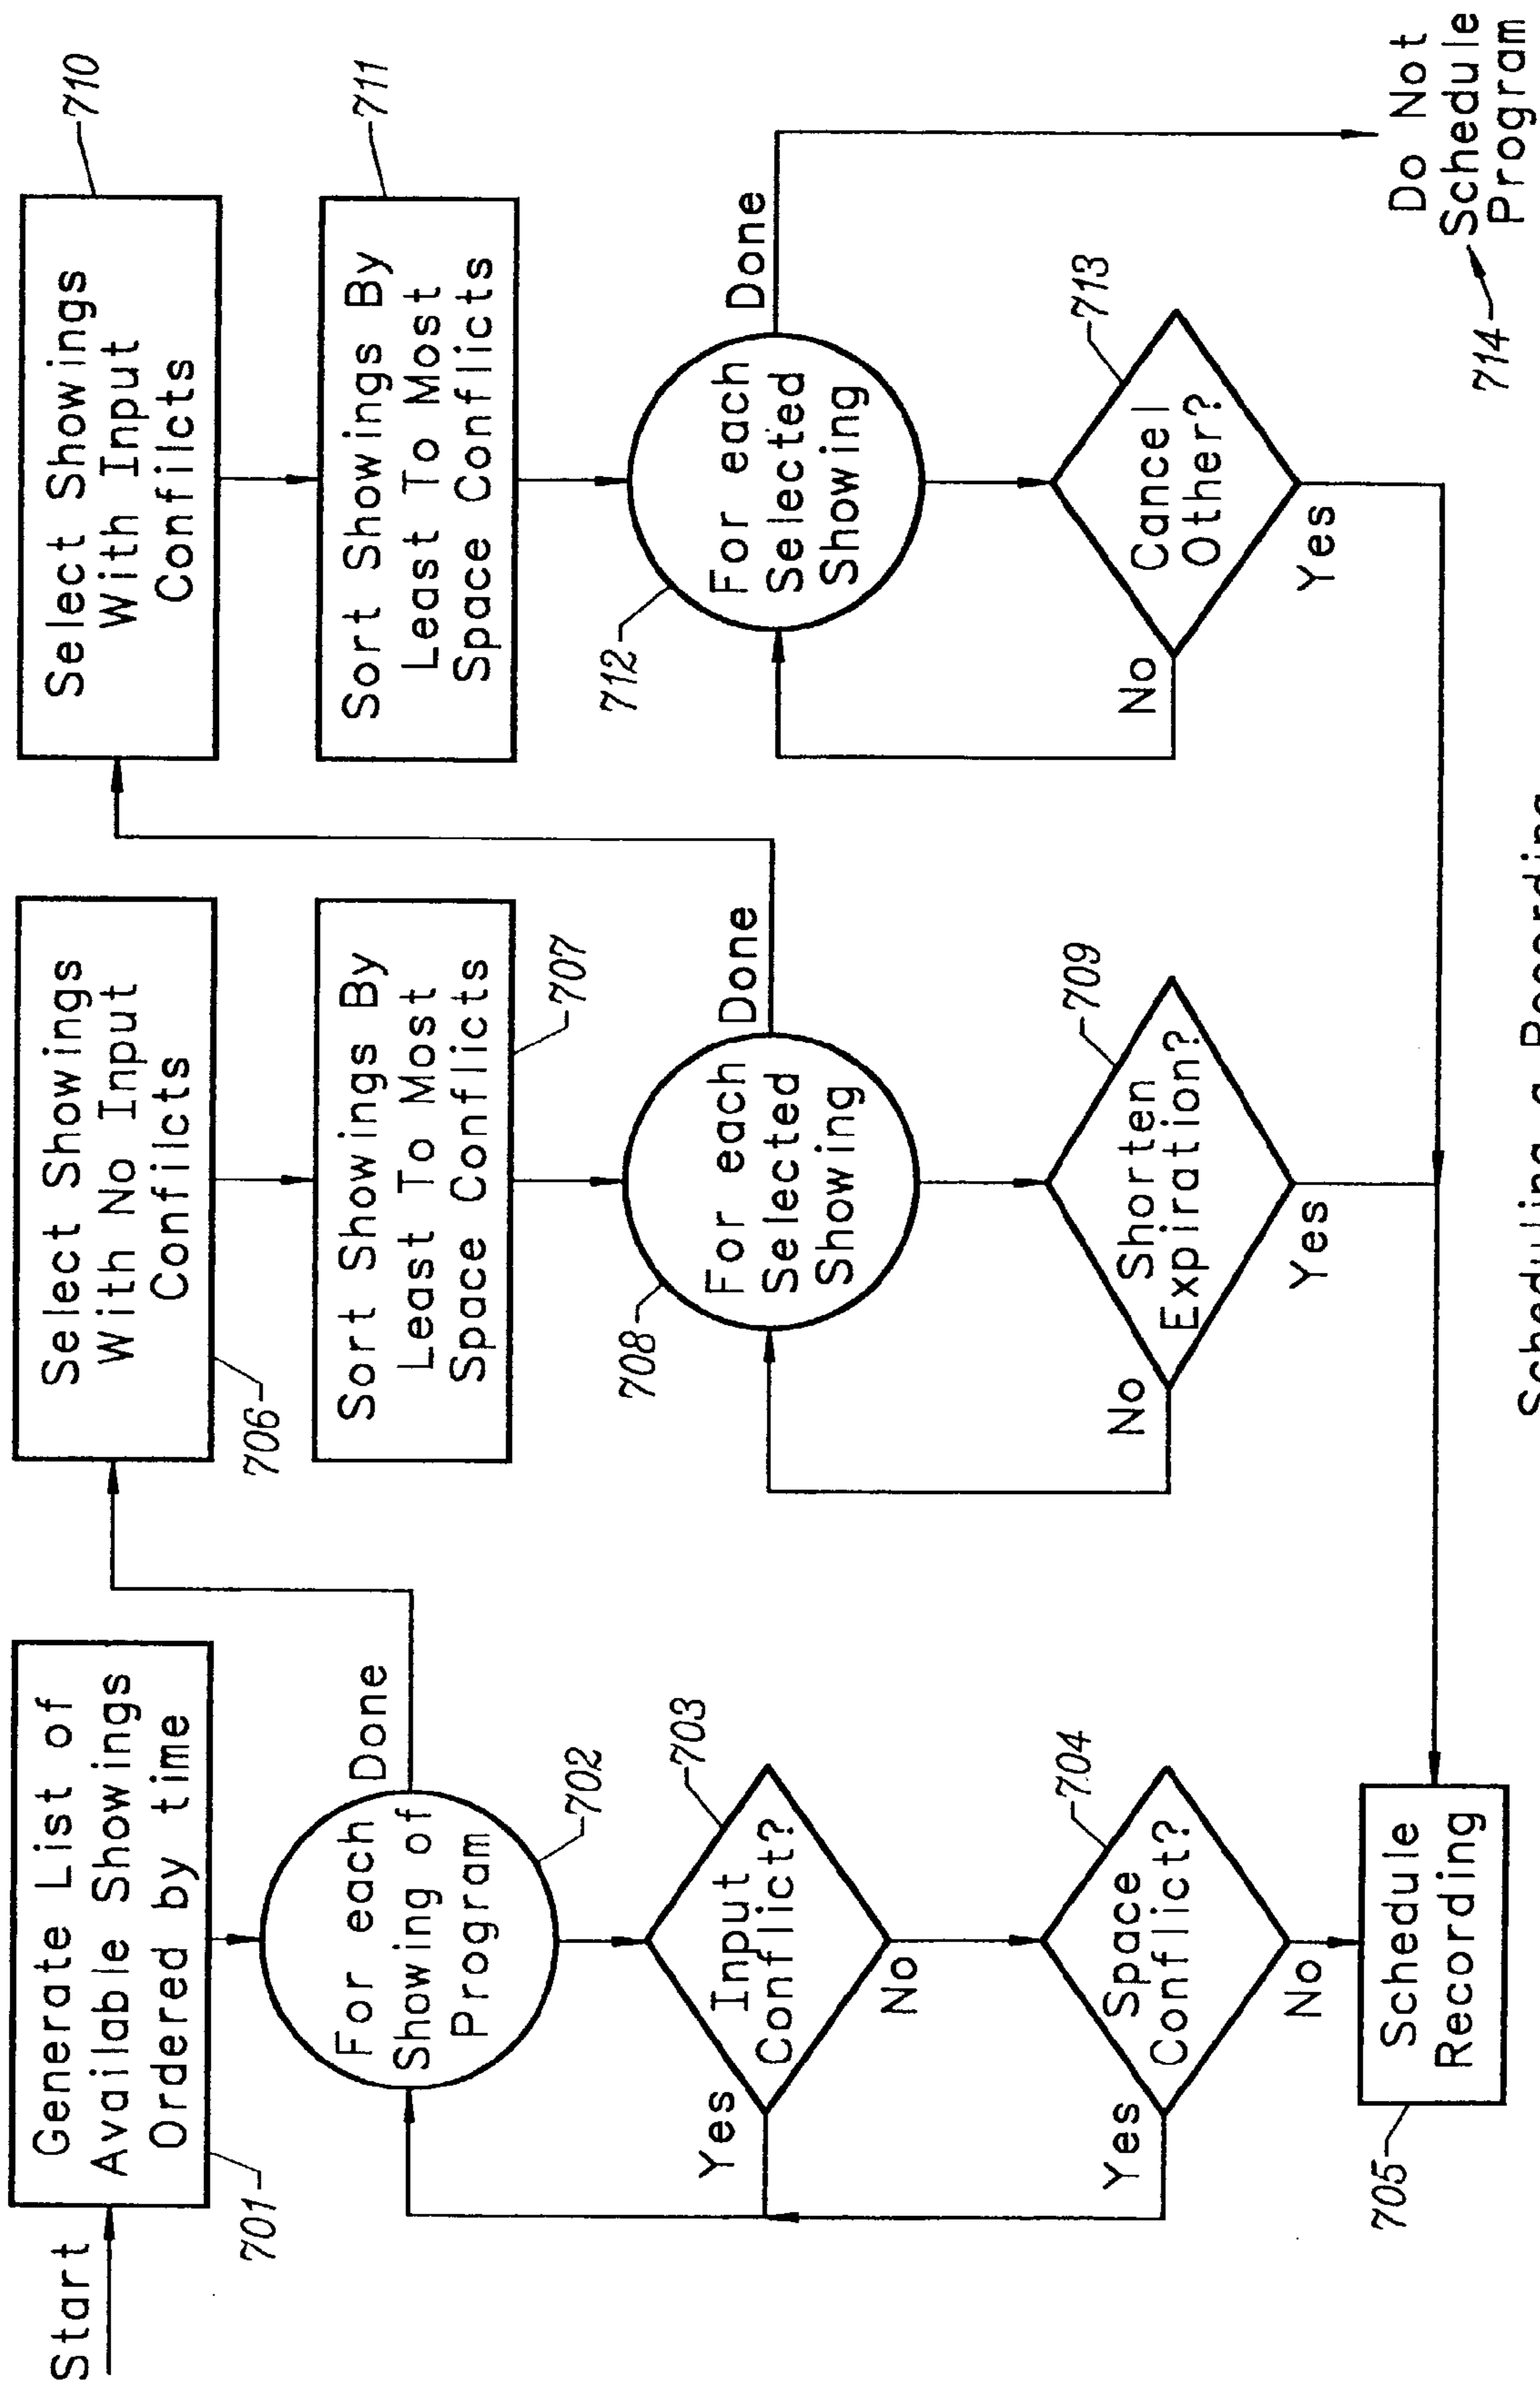 Start
Generate List of
Available Showings
Ordered by time
701
For each
Showing of
Program
Done
702
Input
Conflict?
703
Yes
No
Space
Conflict?
704
Yes
No
Schedule
Recording
705
Select Showings
With No Input
Confilcts
706
Sort Showings By
Least To Most
Space Conflicts
707
For each
Selected
Showing
Done
708
Shorten
Expiration?
709
No
Yes
Select Showings
With Input
Confilcts
710
Sort Showings By
Least To Most
Space Conflicts
711
For each
Selected
Showing
Done
712
Cancel
Other?
713
No
Yes
Do Not
Schedule
Program
714
Scheduling a Recording